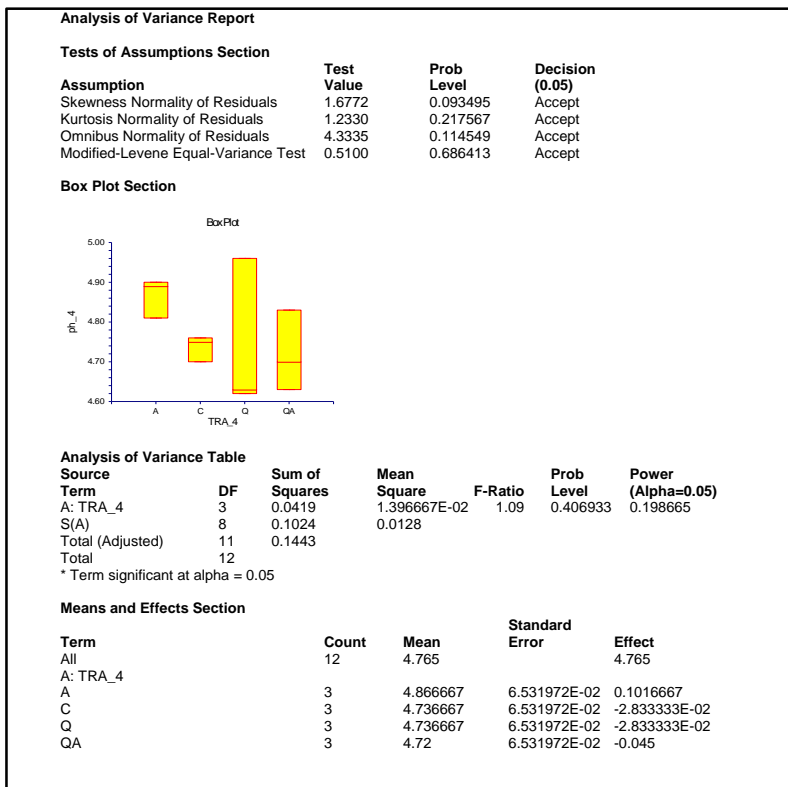 Analysis of Variance Report
Tests of Assumptions Section
Test Prob Decision
Assumption Value Level (0.05)
Skewness Normality of Residuals 1.6772 0.093495 Accept
Kurtosis Normality of Residuals 1.2330 0.217567 Accept
Omnibus Normality of Residuals 4.3335 0.114549 Accept
Modified-Levene Equal-Variance Test 0.5100 0.686413 Accept
Box Plot Section
Box Plot
5.00
4.90
4.80
4.70
4.60
ph_4
A C Q QA
TRA_4
Analysis of Variance Table
Source Sum of Mean Prob Power
Term DF Squares Square F-Ratio Level (Alpha=0.05)
A: TRA_4 3 0.0419 1.396667E-02 1.09 0.406933 0.198665
S(A) 8 0.1024 0.0128
Total (Adjusted) 11 0.1443
Total 12
* Term significant at alpha = 0.05
Means and Effects Section
Standard
Term Count Mean Error Effect
All 12 4.765 4.765
A: TRA_4
A 3 4.866667 6.531972E-02 0.1016667
C 3 4.736667 6.531972E-02 -2.833333E-02
Q 3 4.736667 6.531972E-02 -2.833333E-02
QA 3 4.72 6.531972E-02 -0.045